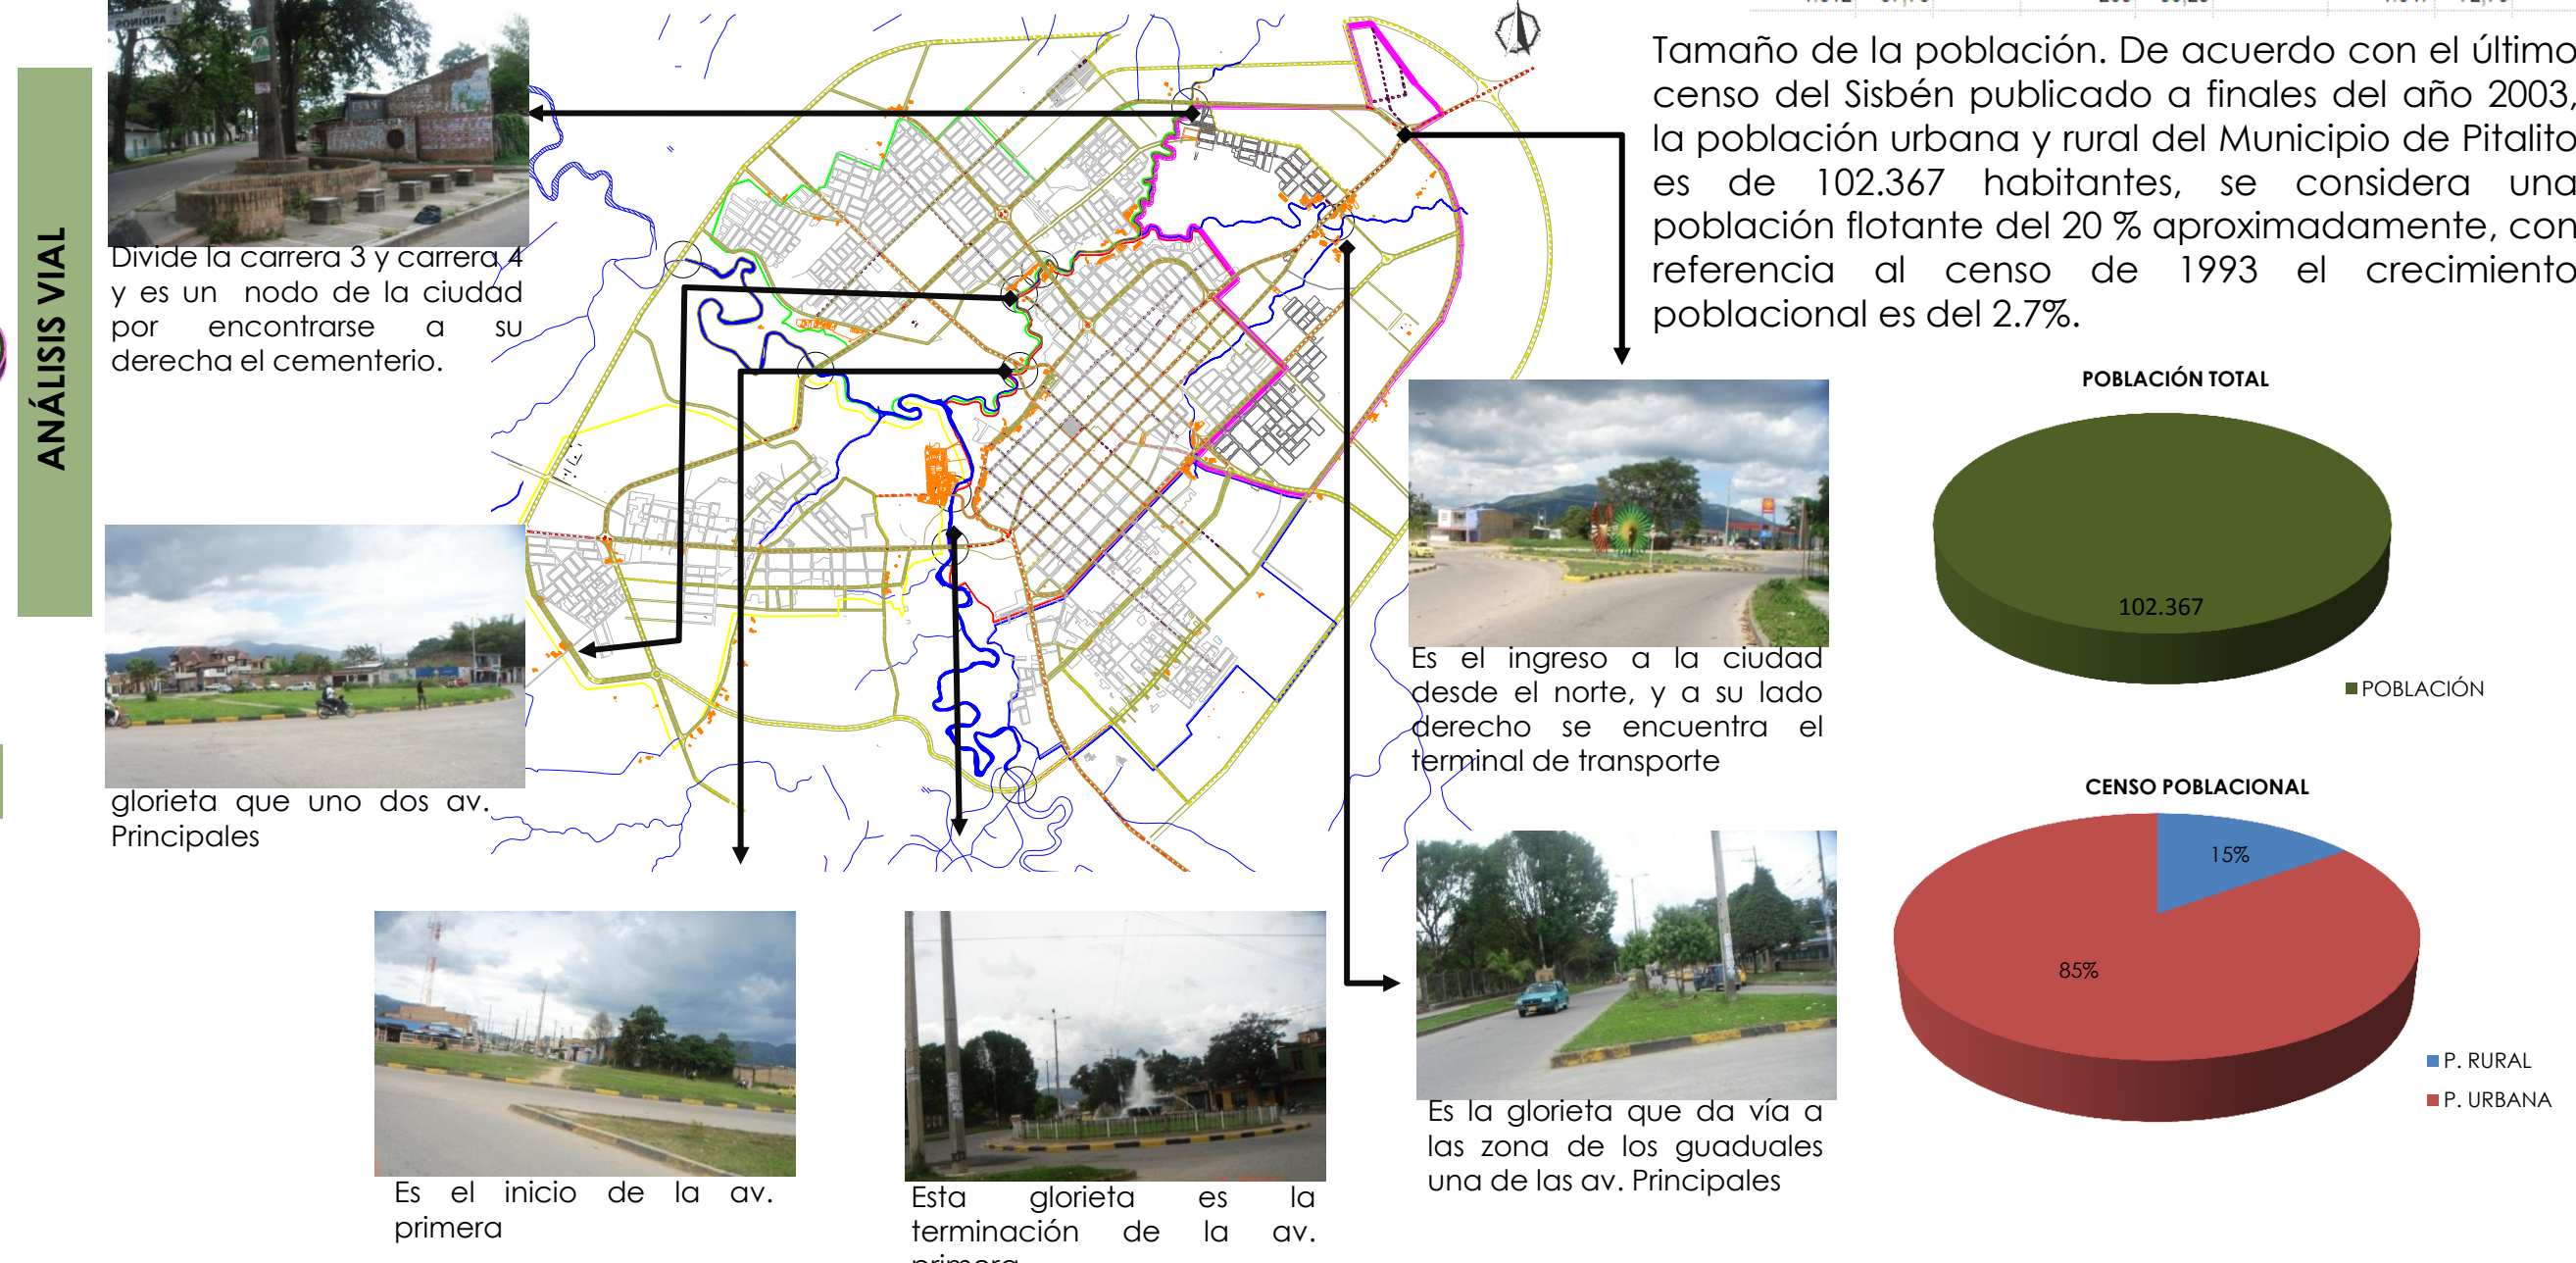 ANÁLISIS VIAL
ANDINOS
Divide la carrera 3 y carrera 4
y es un nodo de la ciudad
por encontrarse a su
derecha el cementerio.
glorieta que uno dos av.
Principales
Es el inicio de la av.
primera
Esta glorieta es la
terminación de la av.
primera
Es el ingreso a la ciudad
desde el norte, y a su lado
derecho se encuentra el
terminal de transporte
Es la glorieta que da vía a
las zona de los guaduales
una de las av. Principales
Tamaño de la población. De acuerdo con el último
censo del Sisbén publicado a finales del año 2003,
la población urbana y rural del Municipio de Pitalito
es de 102.367 habitantes, se considera una
población flotante del 20 % aproximadamente, con
referencia al censo de 1993 el crecimiento
poblacional es del 2.7%.
POBLACIÓN TOTAL
102.367
POBLACIÓN
CENSO POBLACIONAL
15%
85%
P. RURAL
P. URBANA